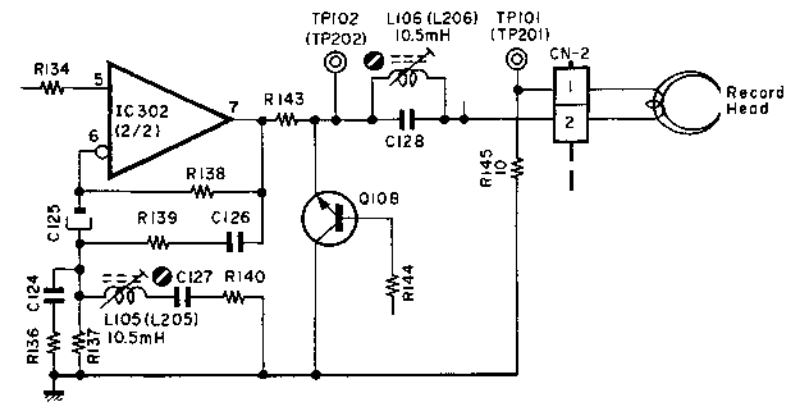 TP102
(TP202)
L106 (L206)
10.5mH
TP101
(TP201)
CN-2
R134
5
IC302
(2/2)
7
6
R143
C128
1
2
Record
Head
R145
10
R138
C125
R139
C126
Q108
R144
C124
C127
R140
L105 (L205)
10.5mH
R136
R137